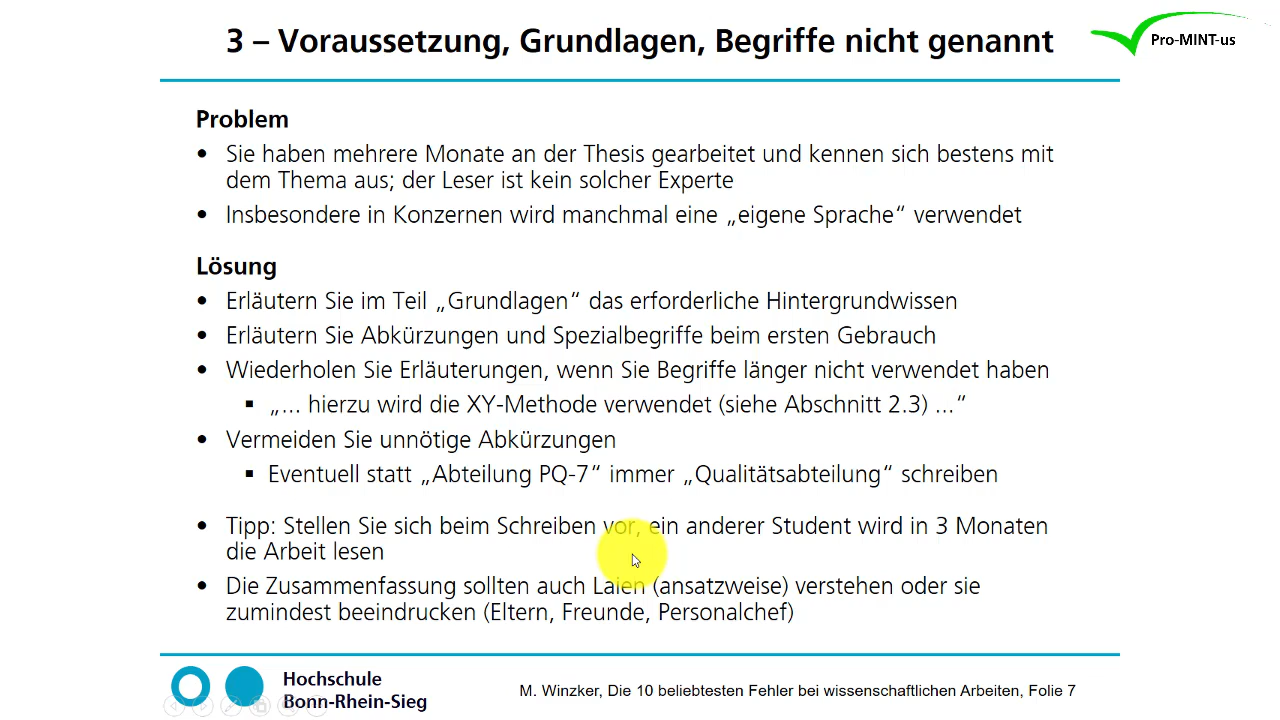 3 – Voraussetzung, Grundlagen, Begriffe nicht genannt
Pro-MINT-us
Problem
• Sie haben mehrere Monate an der Thesis gearbeitet und kennen sich bestens mit
dem Thema aus; der Leser ist kein solcher Experte
• Insbesondere in Konzernen wird manchmal eine „eigene Sprache“ verwendet
Lösung
• Erläutern Sie im Teil „Grundlagen“ das erforderliche Hintergrundwissen
• Erläutern Sie Abkürzungen und Spezialbegriffe beim ersten Gebrauch
• Wiederholen Sie Erläuterungen, wenn Sie Begriffe länger nicht verwendet haben
▪ „... hierzu wird die XY-Methode verwendet (siehe Abschnitt 2.3) ...“
• Vermeiden Sie unnötige Abkürzungen
▪ Eventuell statt „Abteilung PQ-7“ immer „Qualitätsabteilung“ schreiben
• Tipp: Stellen Sie sich beim Schreiben vor, ein anderer Student wird in 3 Monaten
die Arbeit lesen
• Die Zusammenfassung sollten auch Laien (ansatzweise) verstehen oder sie
zumindest beeindrucken (Eltern, Freunde, Personalchef)
Hochschule
Bonn-Rhein-Sieg
M. Winzker, Die 10 beliebtesten Fehler bei wissenschaftlichen Arbeiten, Folie 7